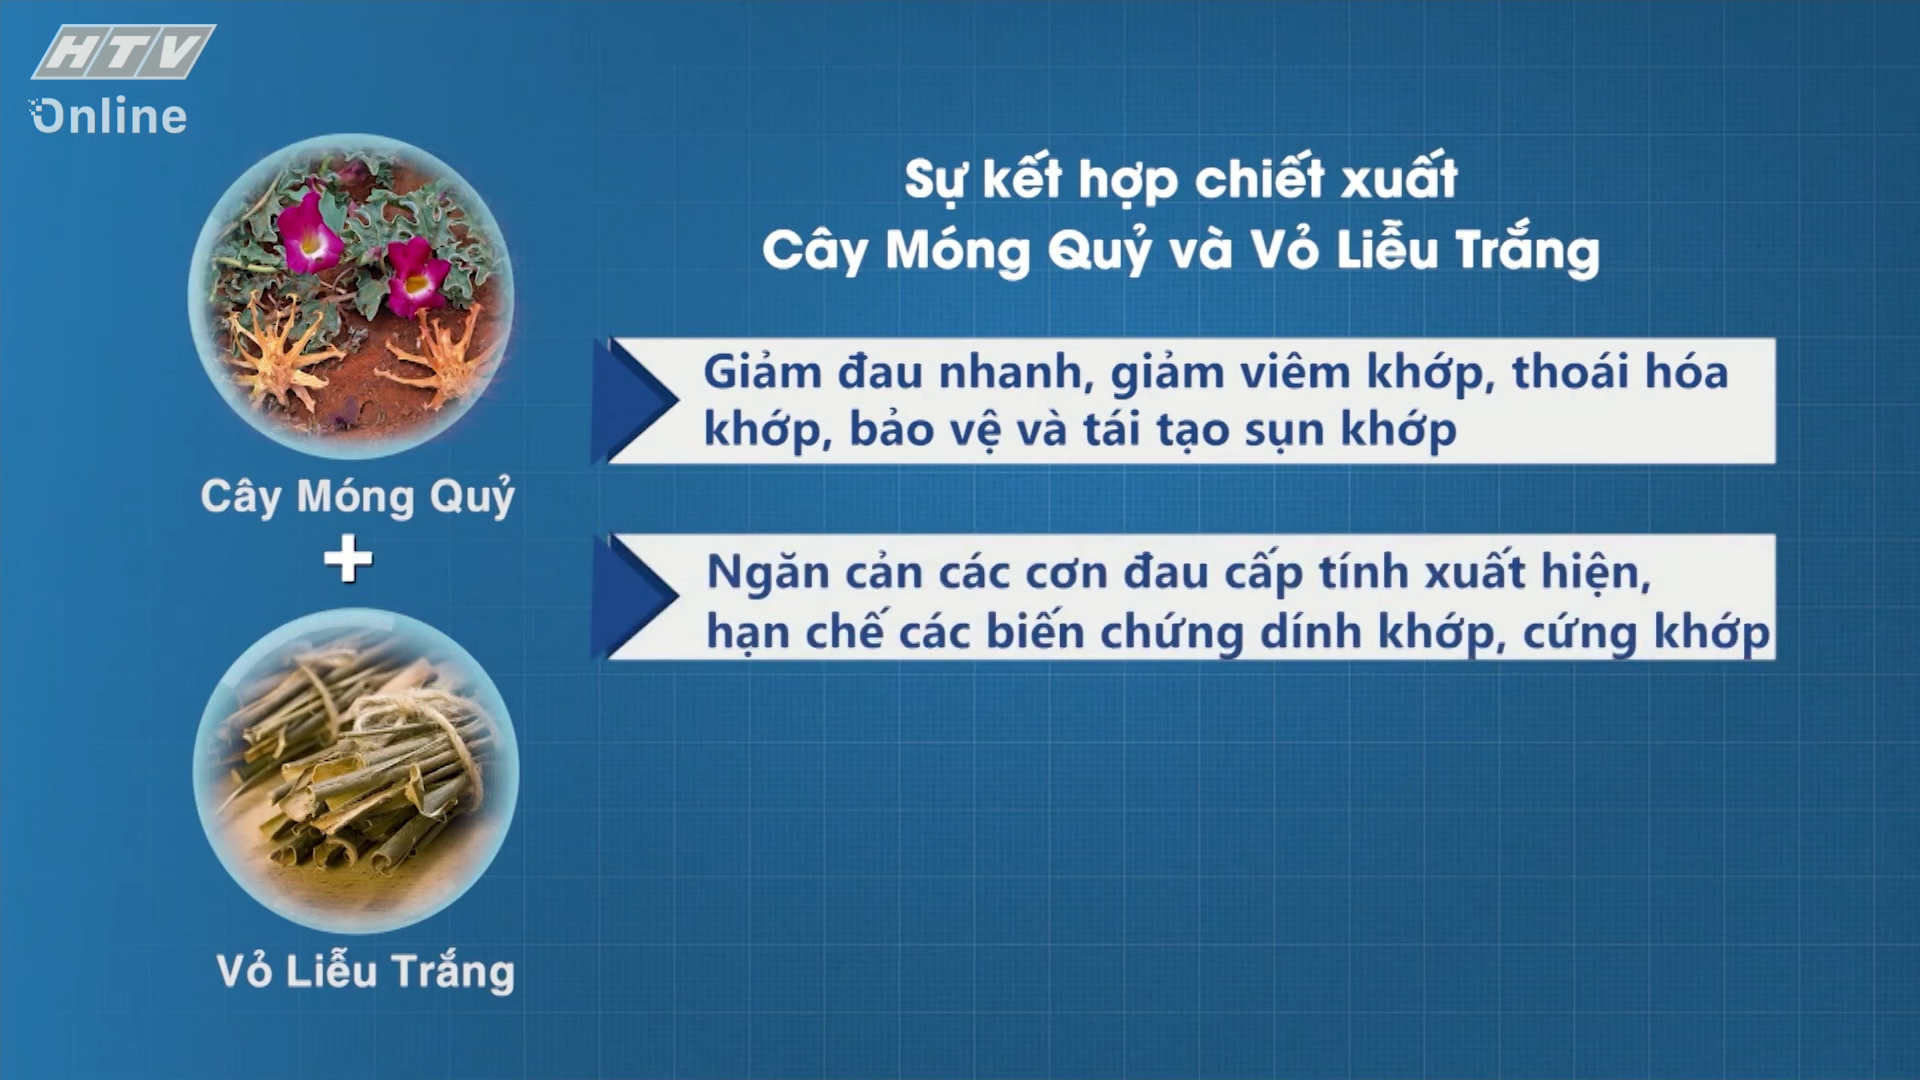 HTV
Online
Sự kết hợp chiết xuất
Cây Móng Quỷ và Vỏ Liễu Trắng
Giảm đau nhanh, giảm viêm khớp, thoái hóa
khớp, bảo vệ và tái tạo sụn khớp
Cây Móng Quỷ
+
Ngăn cản các cơn đau cấp tính xuất hiện,
hạn chế các biến chứng dính khớp, cứng khớp
Vỏ Liễu Trắng